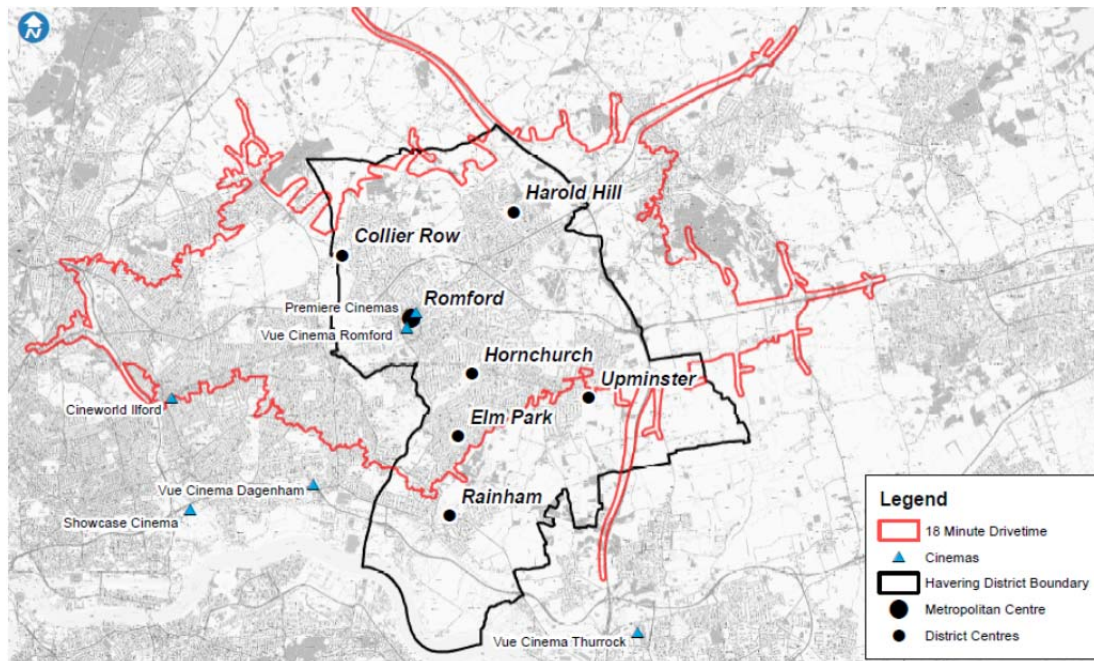 N
Harold Hill
Collier Row
Premiere Cinemas
Romford
Vue Cinema Romford
Hornchurch
Upminster
Cineworld Ilford
Elm Park
Vue Cinema Dagenham
Rainham
Showcase Cinema
Vue Cinema Thurrock
Legend
18 Minute Drivetime
Cinemas
Havering District Boundary
Metropolitan Centre
District Centres